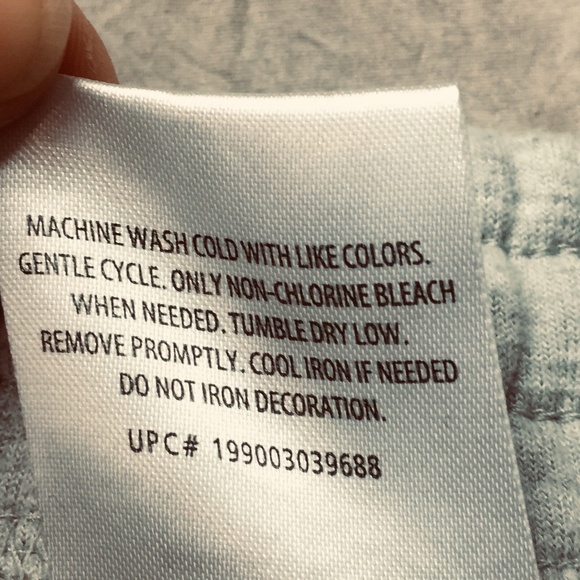 MACHINE WASH COLD WITH LIKE COLORS.
GENTLE CYCLE. ONLY NON-CHLORINE BLEACH
WHEN NEEDED. TUMBLE DRY LOW.
REMOVE PROMPTLY. COOL IRON IF NEEDED
DO NOT IRON DECORATION.
UPC# 199003039688